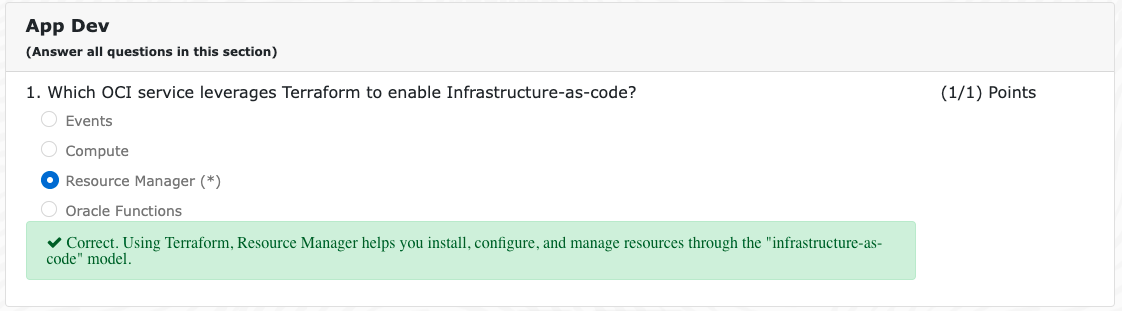 App Dev
(Answer all questions in this section)
1. Which OCI service leverages Terraform to enable Infrastructure-as-code? (1/1) Points
Events
Compute
Resource Manager (*)
Oracle Functions
Correct. Using Terraform, Resource Manager helps you install, configure, and manage resources through the "infrastructure-as-
code" model.